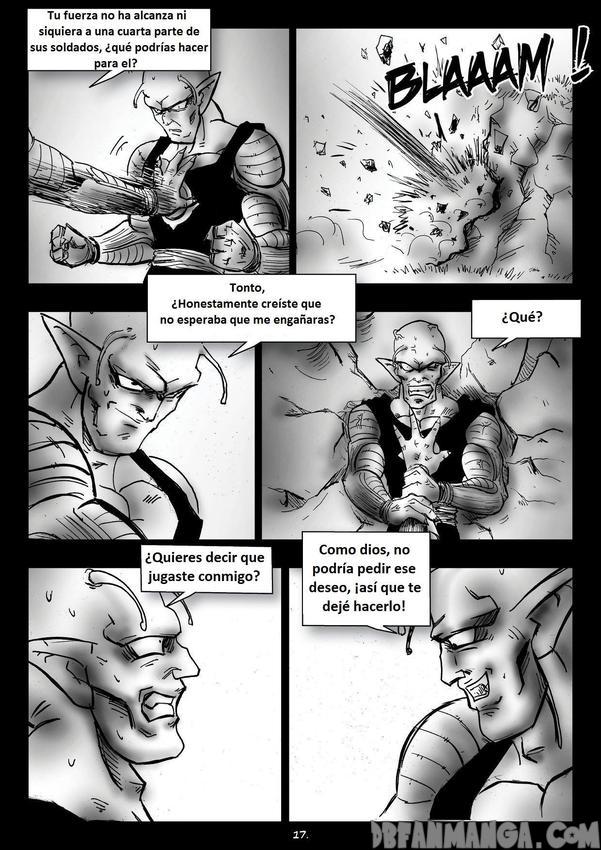 Tu fuerza no ha alcanza ni
siquiera a una cuarta parte de
sus soldados, ¿qué podrías hacer
para el?
BLAAAM!
Tonto,
¿Honestamente creíste que
no esperaba que me engañaras?
¿Qué?
¿Quieres decir que
jugaste conmigo?
Como dios, no
podría pedir ese
deseo, ¡así que te
dejé hacerlo!
17.
DBFANMANGA.COM